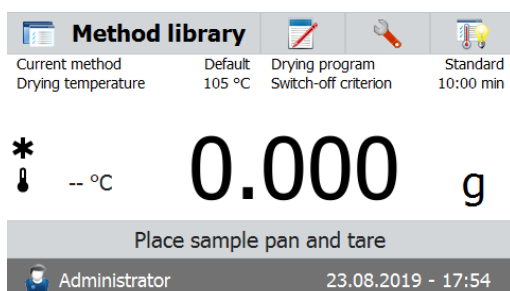 Method library
Current method Default Drying program Standard
Drying temperature 105 °C Switch-off criterion 10:00 min
-- °C 0.000 g
Place sample pan and tare
Administrator 23.08.2019 - 17:54